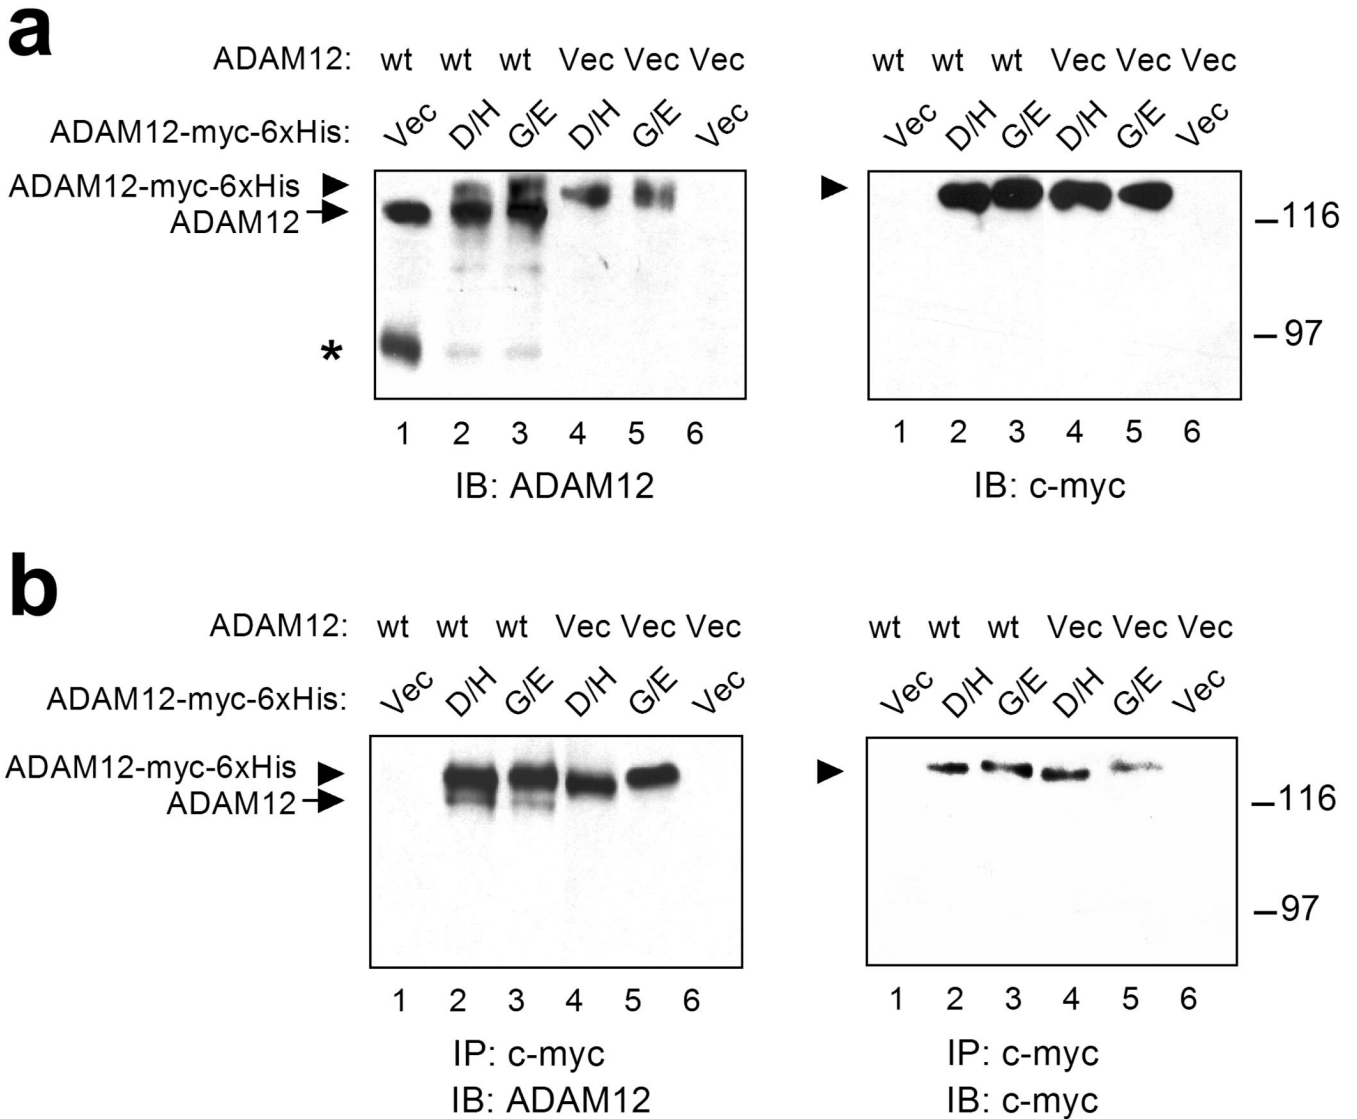 a
ADAM12: wt wt wt Vec Vec Vec wt wt wt Vec Vec Vec
ADAM12-myc-6xHis: Vec D/H G/E D/H G/E Vec Vec D/H G/E D/H G/E Vec
ADAM12-myc-6xHis
ADAM12
–116
–97
*
1 2 3 4 5 6 1 2 3 4 5 6
IB: ADAM12 IB: c-myc
b
ADAM12: wt wt wt Vec Vec Vec wt wt wt Vec Vec Vec
ADAM12-myc-6xHis: Vec D/H G/E D/H G/E Vec Vec D/H G/E D/H G/E Vec
ADAM12-myc-6xHis
ADAM12
–116
–97
1 2 3 4 5 6 1 2 3 4 5 6
IP: c-myc IP: c-myc
IB: ADAM12 IB: c-myc